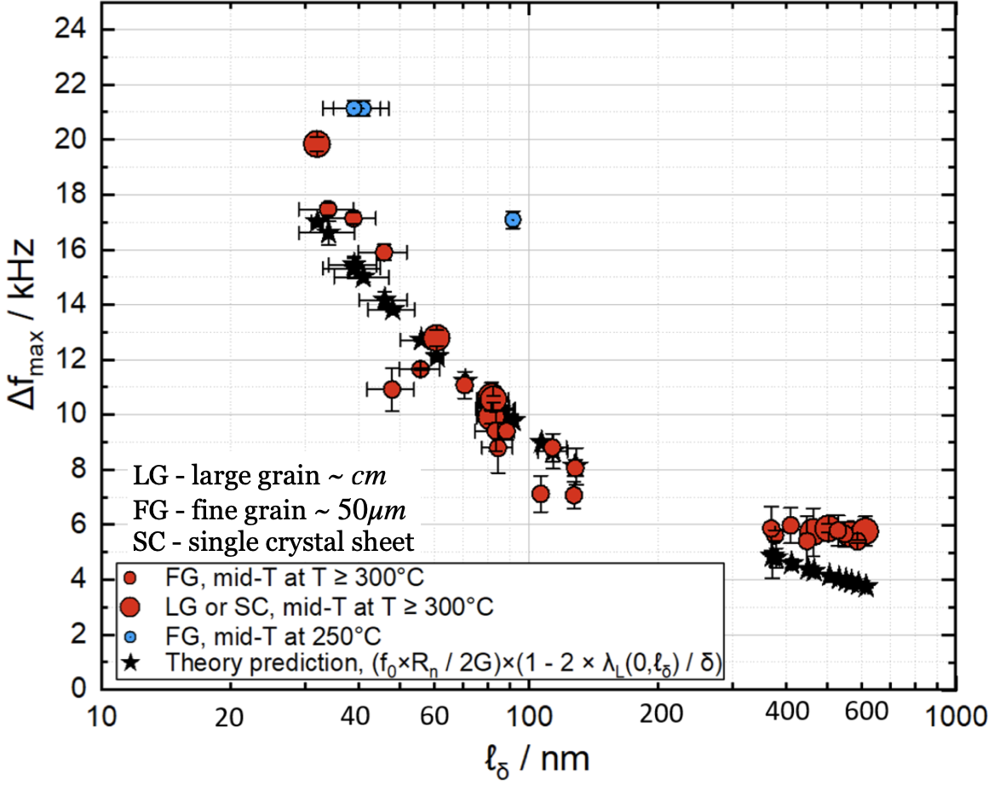 24
22
20
18
16
14
12
10
8
6
4
2
0
Δf_max / kHz
LG - large grain ~ cm
FG - fine grain ~ 50μm
SC - single crystal sheet
FG, mid-T at T ≥ 300°C
LG or SC, mid-T at T ≥ 300°C
FG, mid-T at 250°C
Theory prediction, (f₀×Rₙ / 2G)×(1 - 2 × λ_L(0,ℓ_δ) / δ)
10 20 40 60 100 200 400 600 1000
ℓ_δ / nm